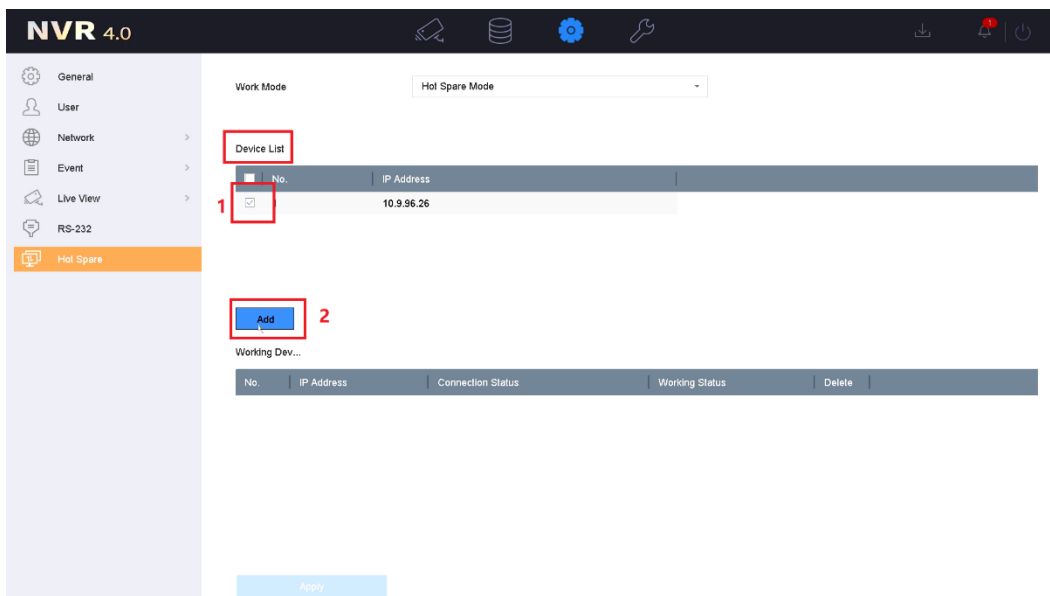 NVR 4.0
1
General
User
Network
Event
Live View
RS-232
Hot Spare
Work Mode
Hot Spare Mode
Device List
No. IP Address
1
10.9.96.26
Add
2
Working Dev...
No. IP Address Connection Status Working Status Delete
Apply